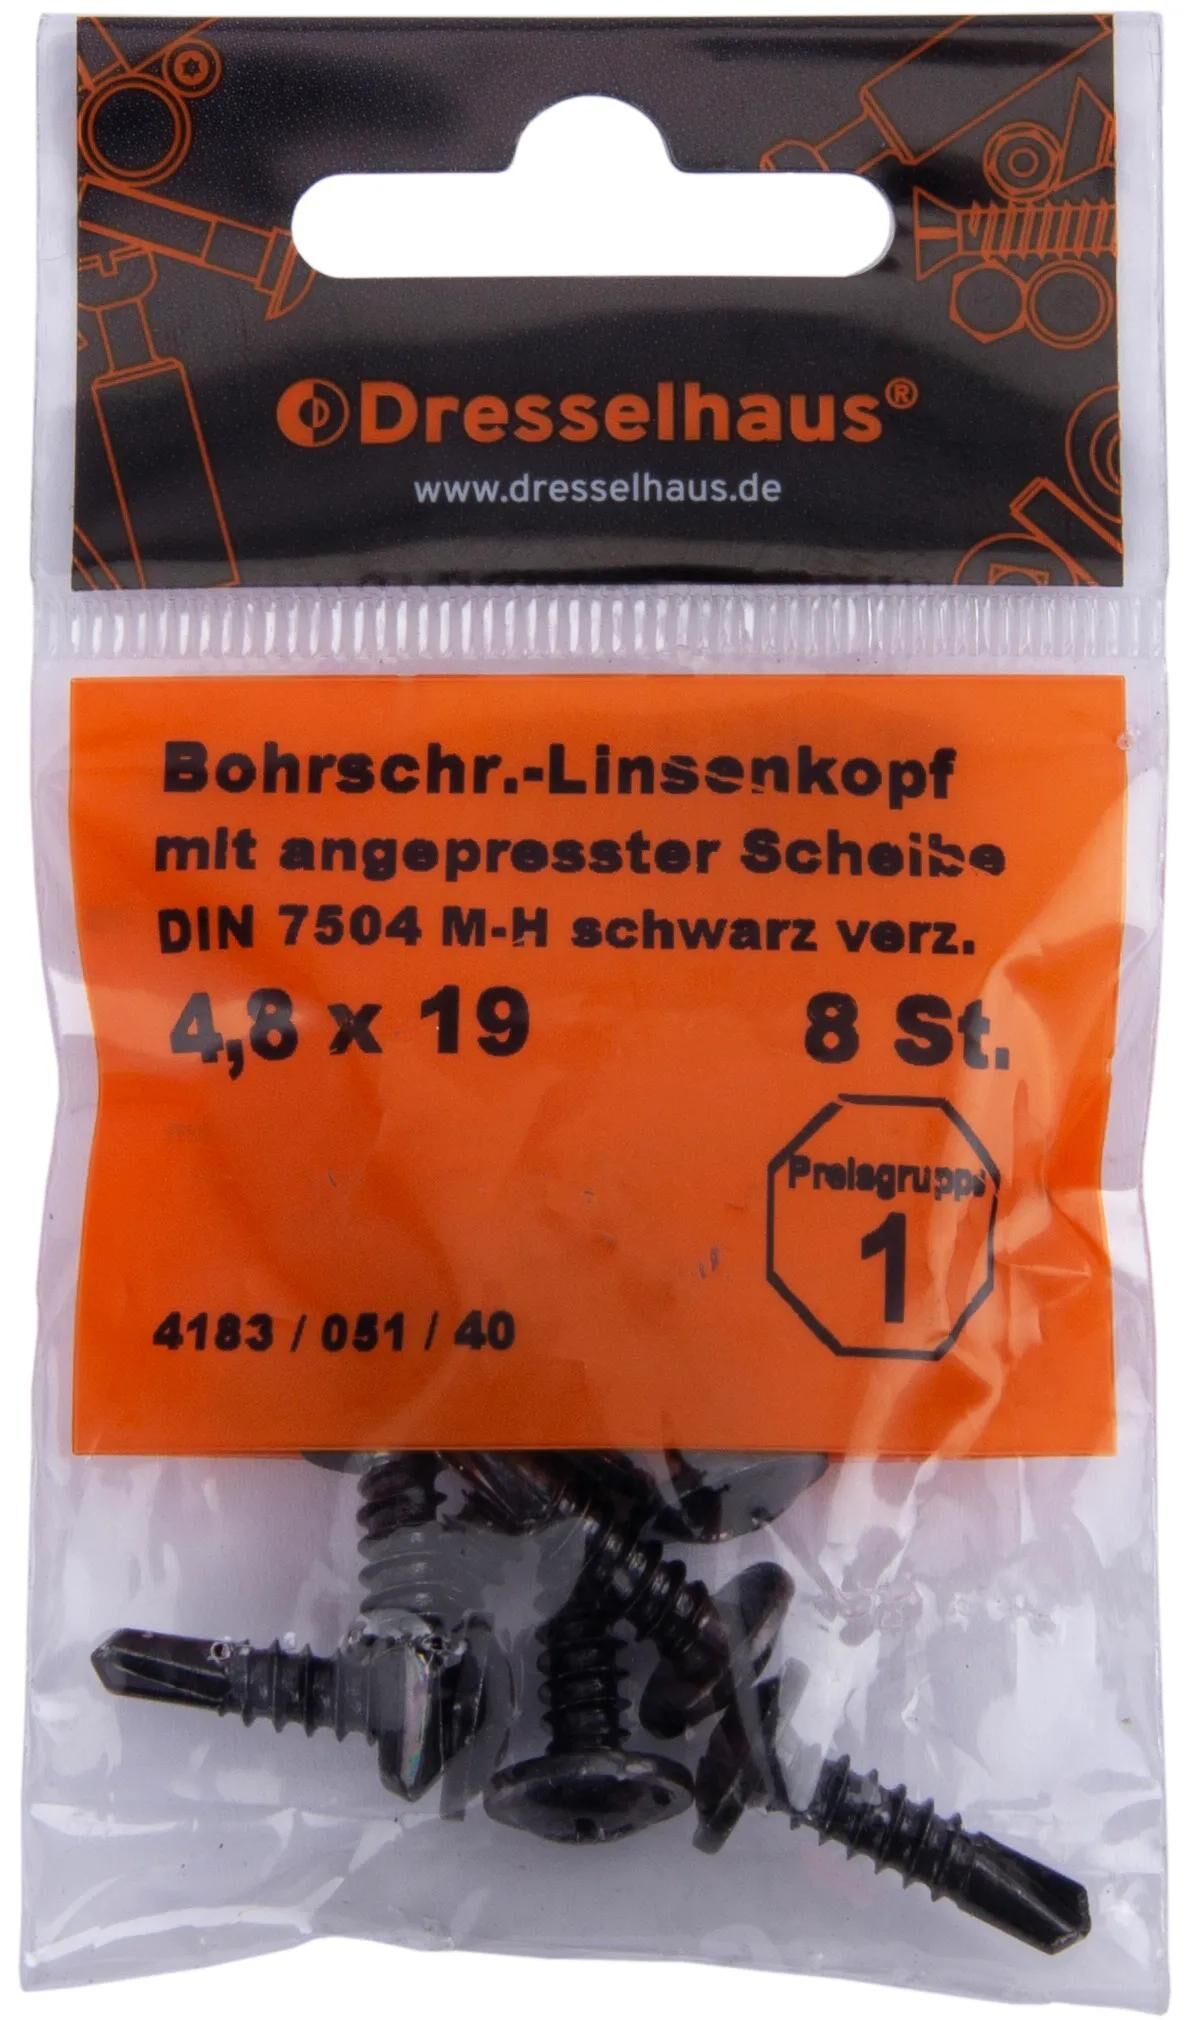 Dresselhaus®
www.dresselhaus.de
Bohrschr.-Linsenkopf
mit angepresster Scheibe
DIN 7504 M-H schwarz verz.
4,8 x 19 8 St.
Preisgruppe
1
4183 / 051 / 40